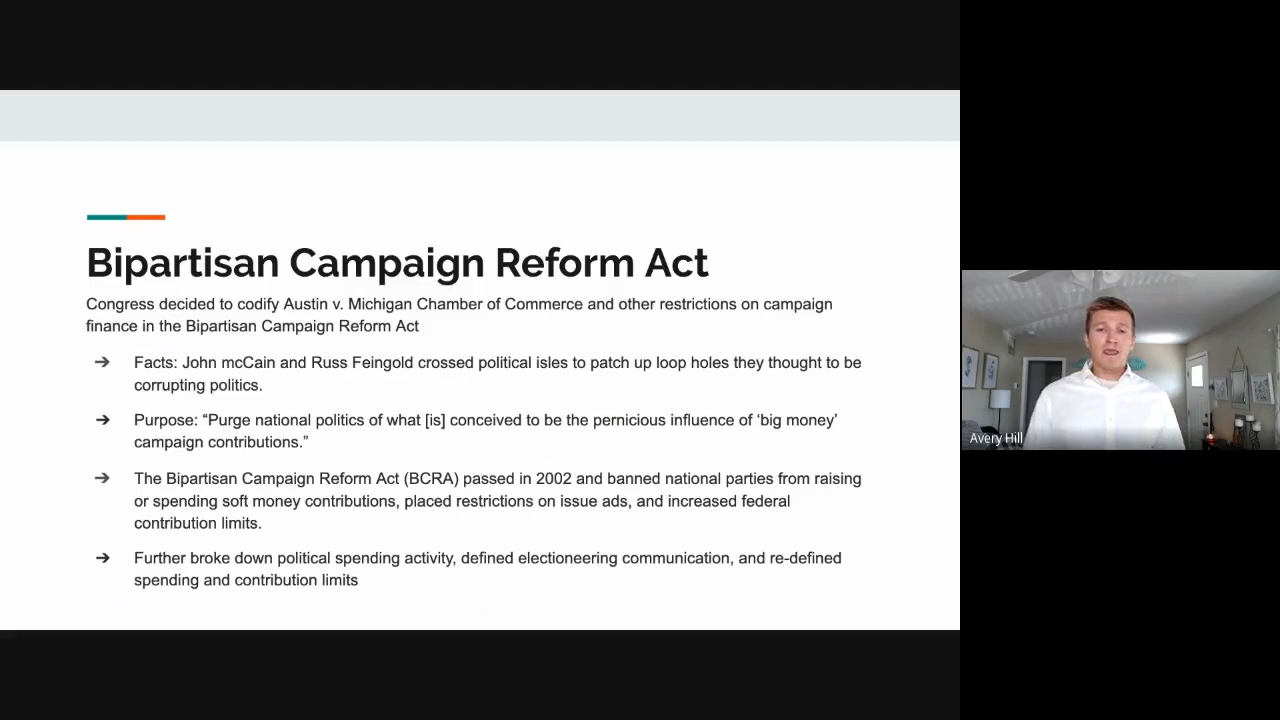 Bipartisan Campaign Reform Act
Congress decided to codify Austin v. Michigan Chamber of Commerce and other restrictions on campaign
finance in the Bipartisan Campaign Reform Act
➔ Facts: John mcCain and Russ Feingold crossed political isles to patch up loop holes they thought to be
corrupting politics.
➔ Purpose: “Purge national politics of what [is] conceived to be the pernicious influence of ‘big money’
campaign contributions.”
➔ The Bipartisan Campaign Reform Act (BCRA) passed in 2002 and banned national parties from raising
or spending soft money contributions, placed restrictions on issue ads, and increased federal
contribution limits.
➔ Further broke down political spending activity, defined electioneering communication, and re-defined
spending and contribution limits
Avery Hill